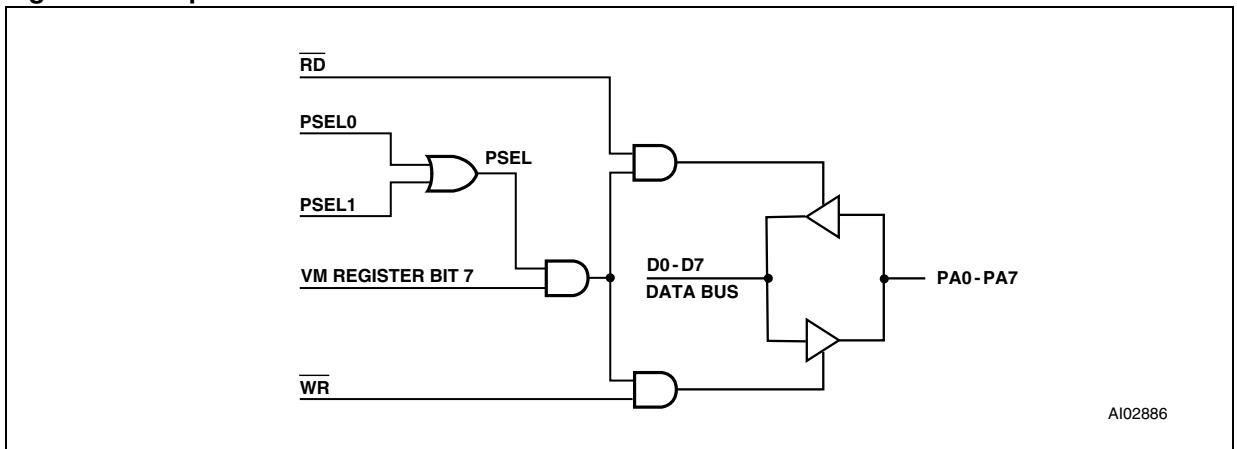 RD
PSEL0
PSEL
PSEL1
VM REGISTER BIT 7
D0-D7
DATA BUS
PA0-PA7
WR
AI02886